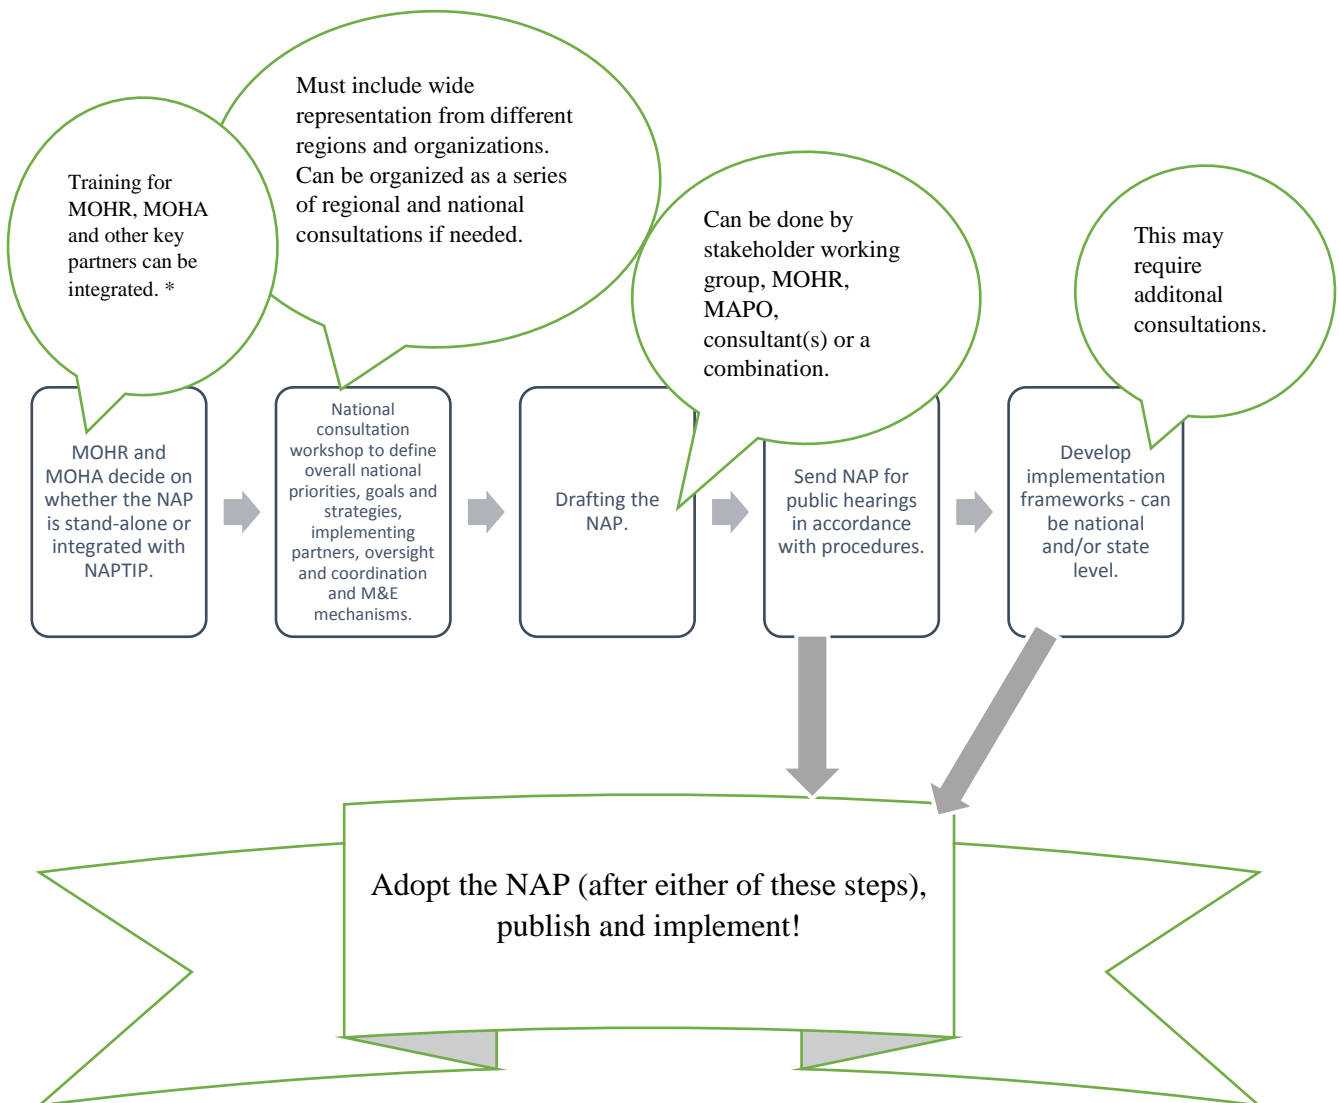 Training for
MOHR, MOHA
and other key
partners can be
integrated. *
Must include wide
representation from different
regions and organizations.
Can be organized as a series
of regional and national
consultations if needed.
Can be done by
stakeholder working
group, MOHR,
MAPO,
consultant(s) or a
combination.
This may
require
additonal
consultations.
MOHR and
MOHA decide on
whether the NAP
is stand-alone or
integrated with
NAPTIP.
National
consultation
workshop to define
overall national
priorities, goals and
strategies,
implementing
partners, oversight
and coordination
and M&E
mechanisms.
Drafting the
NAP.
Send NAP for
public hearings
in accordance
with procedures.
Develop
implementation
frameworks - can
be national
and/or state
level.
Adopt the NAP (after either of these steps),
publish and implement!